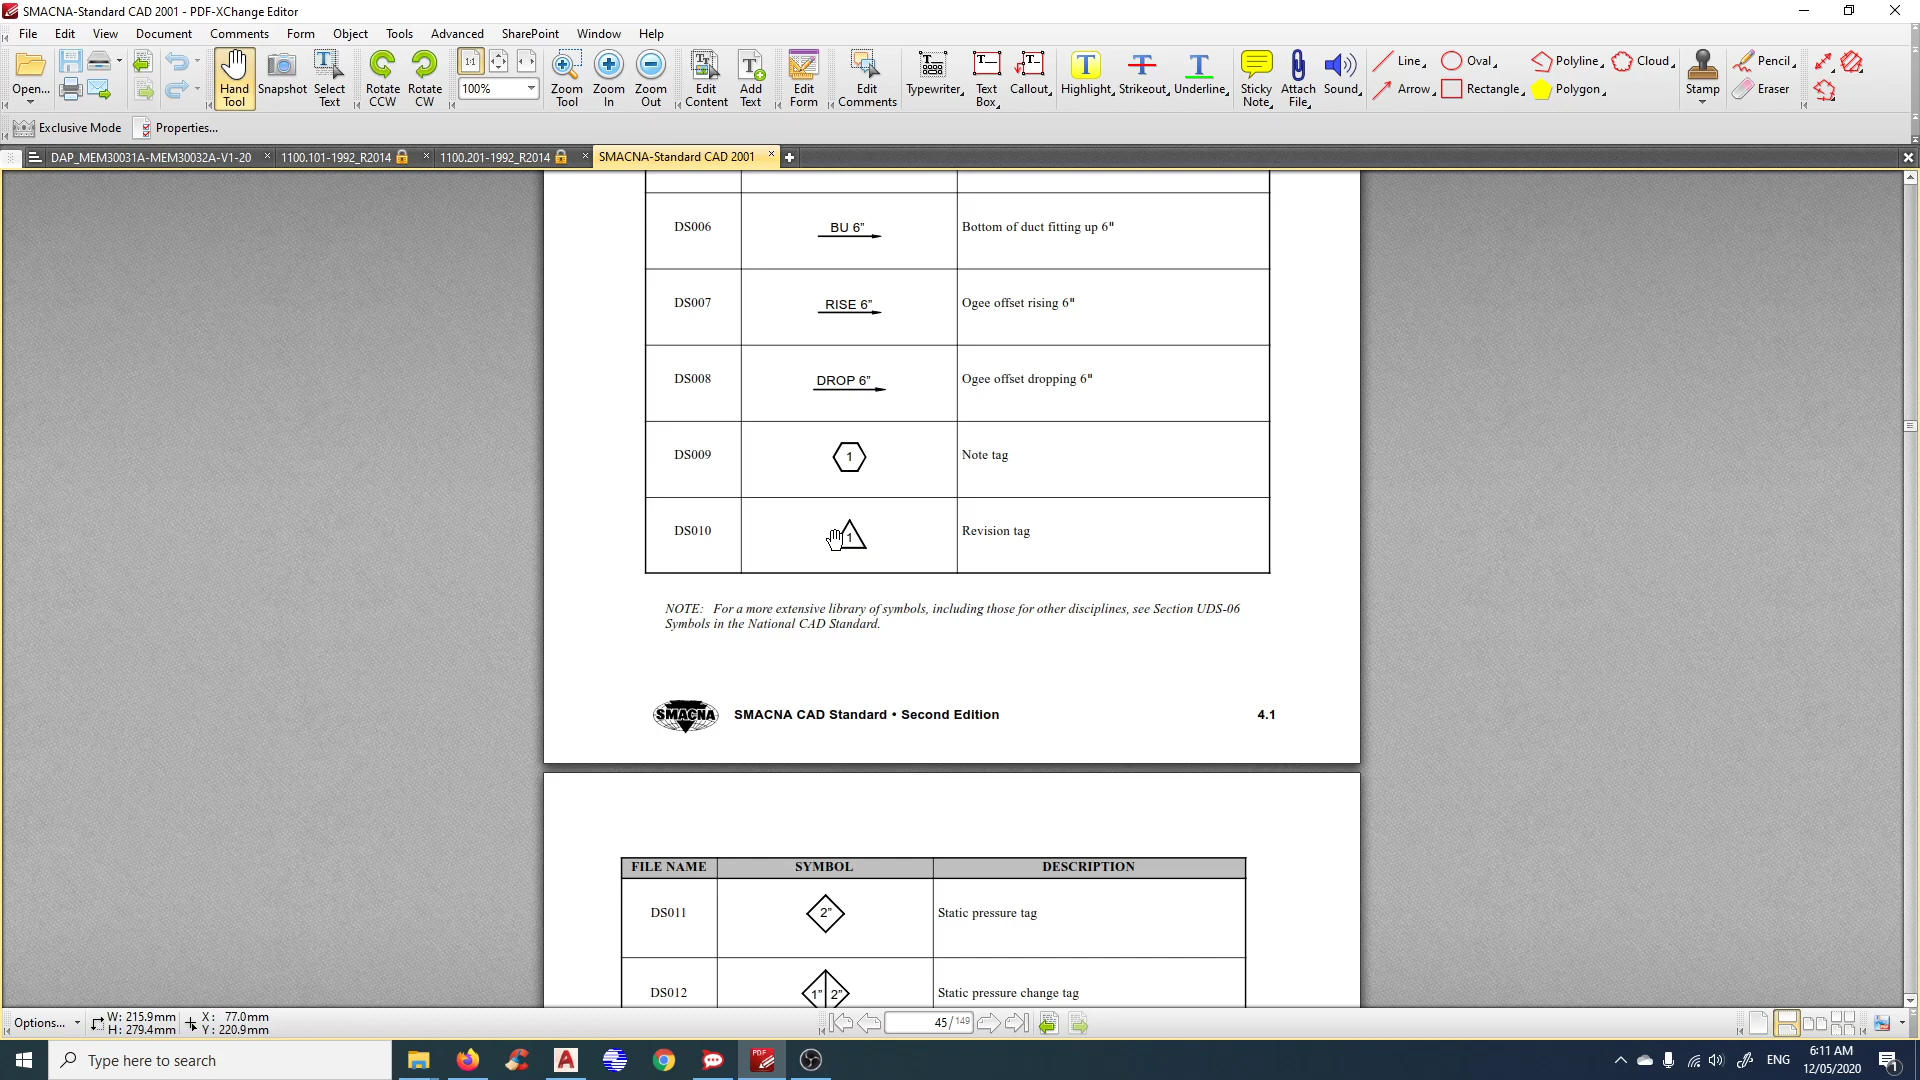 SMACNA-Standard CAD 2001 - PDF-XChange Editor
File Edit View Document Comments Form Object Tools Advanced SharePoint Window Help
Open...
Hand Tool
Snapshot
Select Text
Rotate CCW
Rotate CW
1:1
100%
Zoom Tool
Zoom In
Zoom Out
Edit Content
Add Text
Edit Form
Edit Comments
Typewriter
Text Box
Callout
Highlight
Strikeout
Underline
Sticky Note
Attach File
Sound
Line
Arrow
Oval
Rectangle
Polyline
Polygon
Cloud
Stamp
Pencil
Eraser
Exclusive Mode Properties...
DAP_MEM30031A-MEM30032A-V1-20 1100.101-1992_R2014 1100.201-1992_R2014 SMACNA-Standard CAD 2001
DS006 BU 6” Bottom of duct fitting up 6"
DS007 RISE 6” Ogee offset rising 6"
DS008 DROP 6” Ogee offset dropping 6"
DS009 1 Note tag
DS010 1 Revision tag
NOTE: For a more extensive library of symbols, including those for other disciplines, see Section UDS-06
Symbols in the National CAD Standard.
SMACNA SMACNA CAD Standard • Second Edition 4.1
FILE NAME SYMBOL DESCRIPTION
DS011 2” Static pressure tag
DS012 1” 2” Static pressure change tag
Options... W: 215.9mm X: 77.0mm
H: 279.4mm Y: 220.9mm
45/149
Type here to search
PDF
ENG
6:11 AM
12/05/2020
1